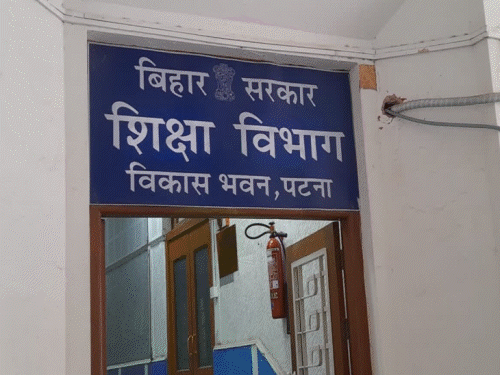 बिहार सरकार
शिक्षा विभाग
विकास भवन, पटना